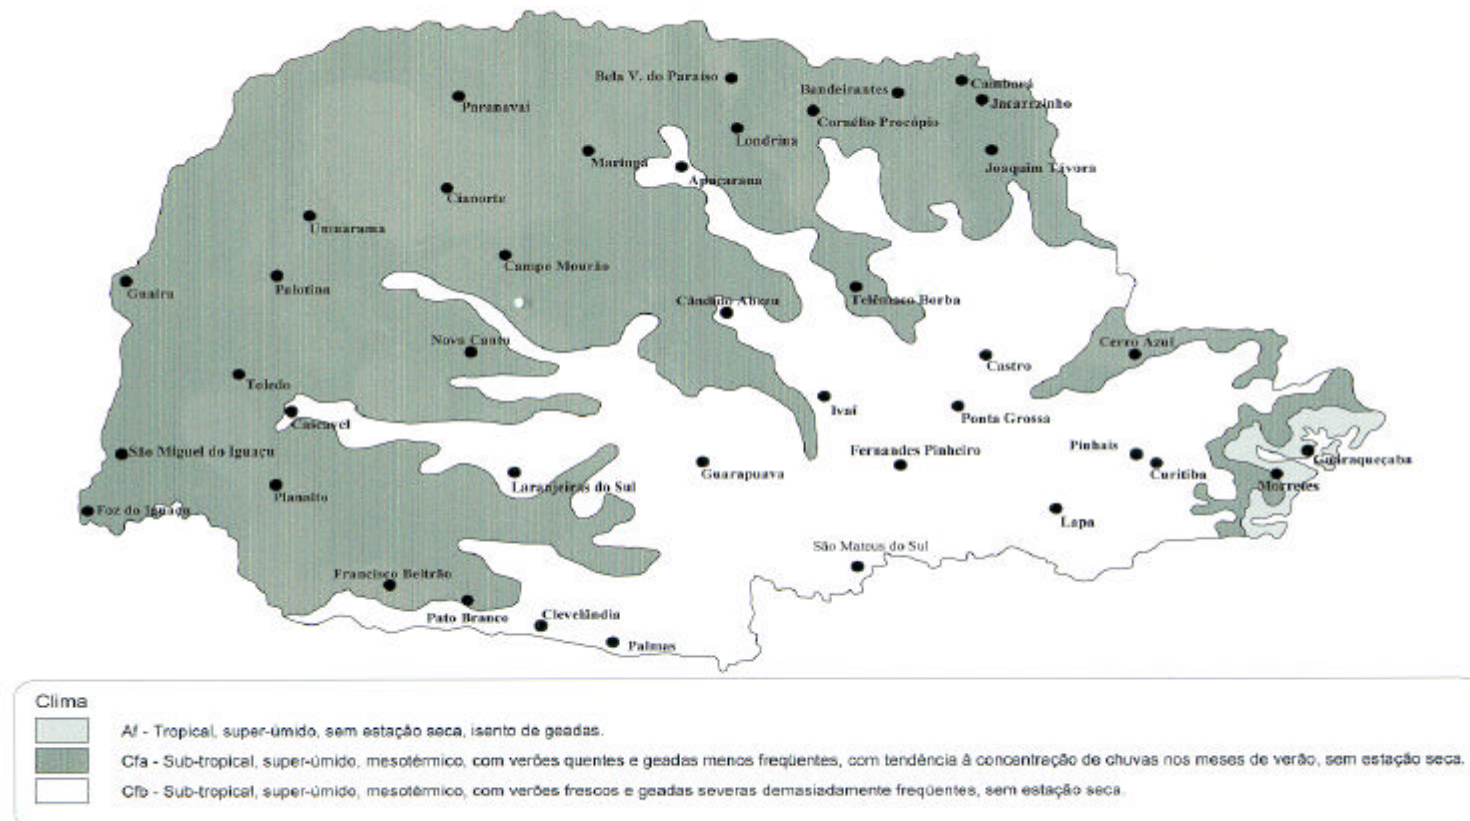 Bela V. do Paraíso
Cambará
Bandeirantes
Paranavaí
Jacarezinho
Cornélio Procópio
Londrina
Maringá
Joaquim Távora
Apucarana
Cianorte
Umuarama
Campo Mourão
Guaíra
Palotina
Cândido Abreu
Telêmaco Borba
Nova Cantu
Cerro Azul
Castro
Toledo
Ivaí
Ponta Grossa
Cascavel
Pinhais
São Miguel do Iguaçu
Fernandes Pinheiro
Guaraqueçaba
Guarapuava
Curitiba
Laranjeiras do Sul
Morretes
Planalto
Foz do Iguaçu
Lapa
São Mateus do Sul
Francisco Beltrão
Clevelândia
Pato Branco
Palmas
Clima
Af - Tropical, super-úmido, sem estação seca, isento de geadas.
Cfa - Sub-tropical, super-úmido, mesotérmico, com verões quentes e geadas menos freqüentes, com tendência à concentração de chuvas nos meses de verão, sem estação seca.
Cfb - Sub-tropical, super-úmido, mesotérmico, com verões frescos e geadas severas demasiadamente freqüentes, sem estação seca.